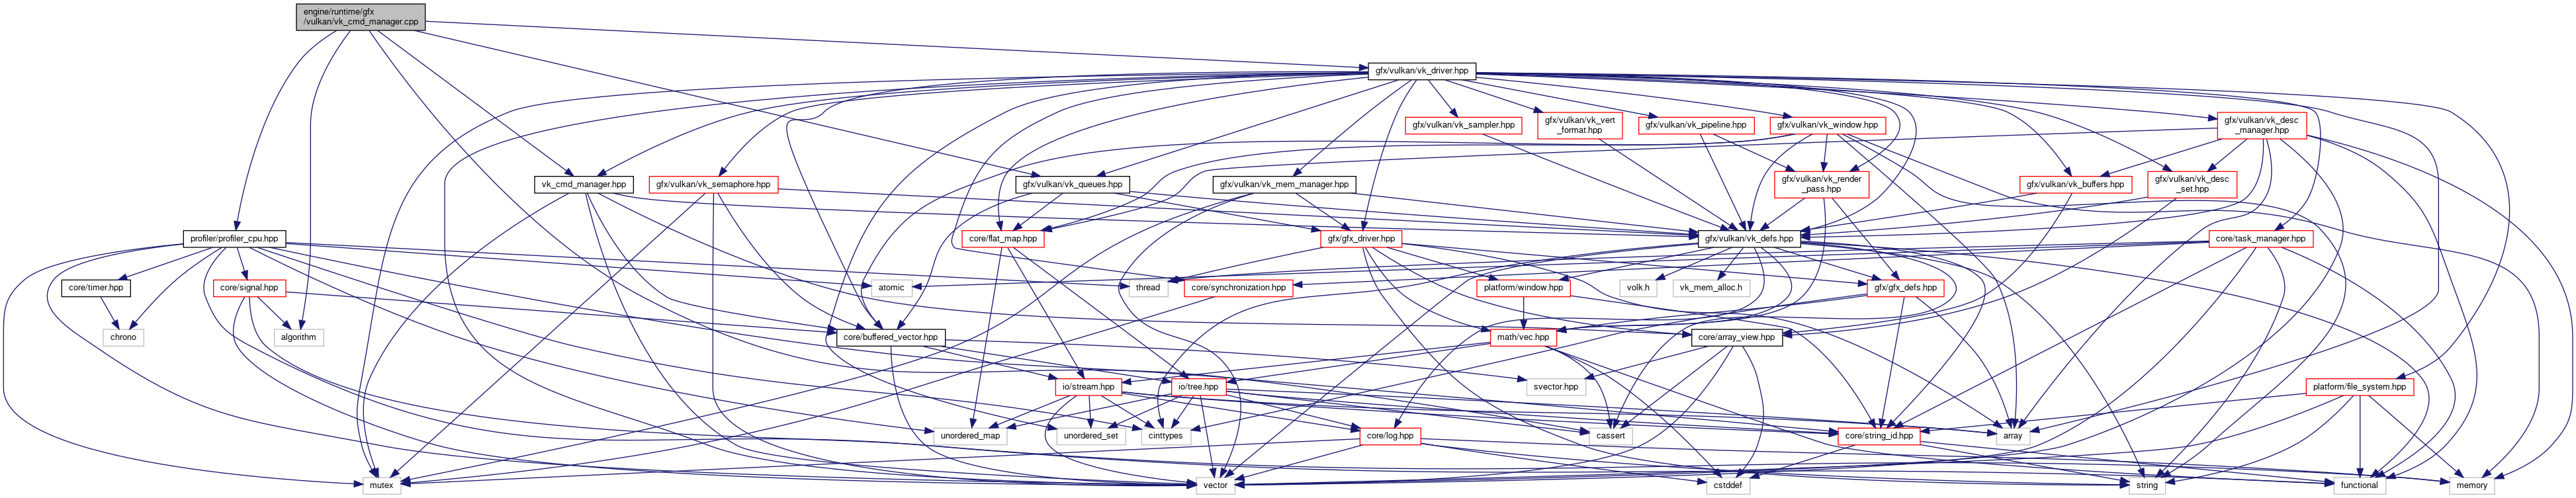 engine/runtime/gfx
/vulkan/vk_cmd_manager.cpp
gfx/vulkan/vk_driver.hpp
gfx/vulkan/vk_sampler.hpp
gfx/vulkan/vk_vert
_format.hpp
gfx/vulkan/vk_pipeline.hpp
gfx/vulkan/vk_window.hpp
gfx/vulkan/vk_desc
_manager.hpp
vk_cmd_manager.hpp
gfx/vulkan/vk_semaphore.hpp
gfx/vulkan/vk_queues.hpp
gfx/vulkan/vk_mem_manager.hpp
gfx/vulkan/vk_render
_pass.hpp
gfx/vulkan/vk_buffers.hpp
gfx/vulkan/vk_desc
_set.hpp
profiler/profiler_cpu.hpp
core/flat_map.hpp
gfx/gfx_driver.hpp
gfx/vulkan/vk_defs.hpp
core/task_manager.hpp
core/timer.hpp
core/signal.hpp
atomic
thread
core/synchronization.hpp
platform/window.hpp
volk.h
vk_mem_alloc.h
gfx/gfx_defs.hpp
chrono
algorithm
core/buffered_vector.hpp
math/vec.hpp
core/array_view.hpp
io/stream.hpp
io/tree.hpp
svector.hpp
platform/file_system.hpp
unordered_map
unordered_set
cinttypes
core/log.hpp
cassert
core/string_id.hpp
array
mutex
vector
cstddef
string
functional
memory